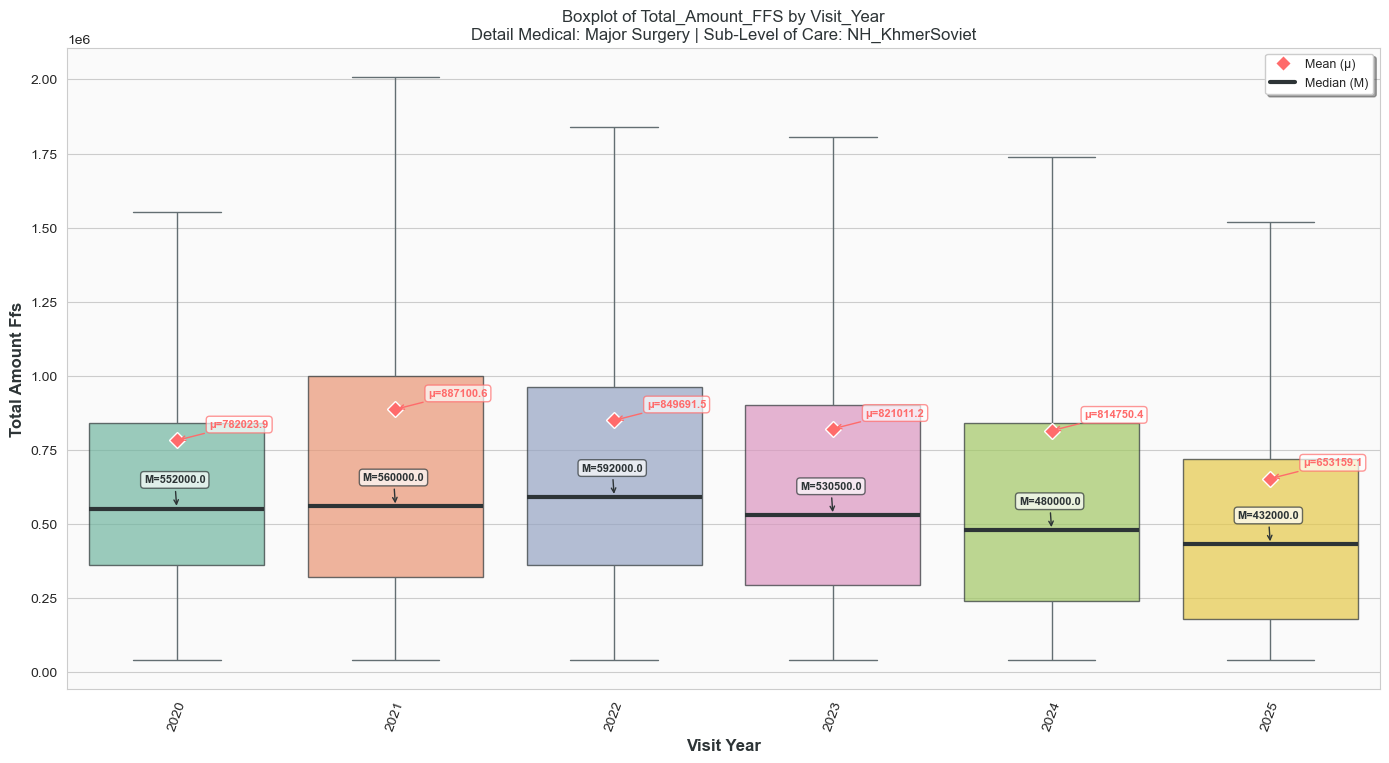 Boxplot of Total_Amount_FFS by Visit_Year
Detail Medical: Major Surgery | Sub-Level of Care: NH_KhmerSoviet
1e6
Mean (μ)
Median (M)
2.00
1.75
1.50
1.25
1.00
0.75
0.50
0.25
0.00
Total Amount Ffs
μ=782023.9
M=552000.0
μ=887100.6
M=560000.0
μ=849691.5
M=592000.0
μ=821011.2
M=530500.0
μ=814750.4
M=480000.0
μ=653159.1
M=432000.0
2020
2021
2022
2023
2024
2025
Visit Year